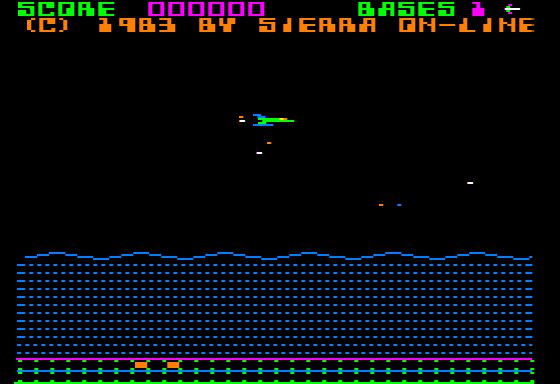 SCORE 000000 BASES 1
(C) 1983 BY SIERRA ON-LINE